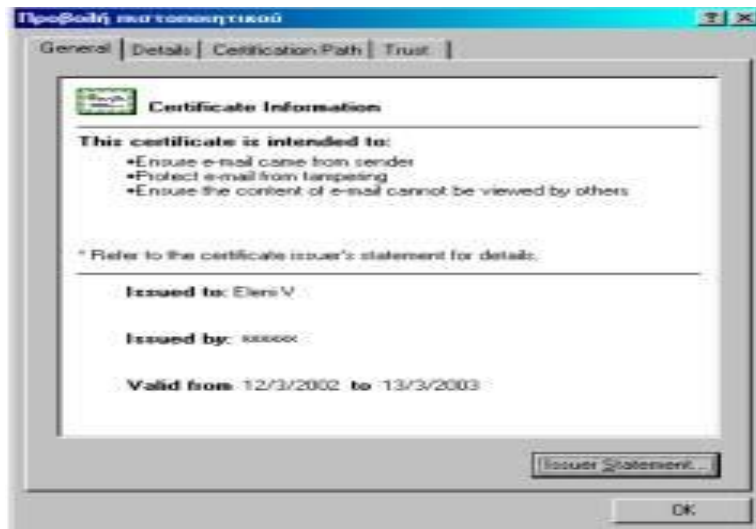 Προβολή πιστοποιητικού
General Details Certification Path Trust
Certificate Information
This certificate is intended to:
•Ensure e-mail came from sender
•Protect e-mail from tampering
•Ensure the content of e-mail cannot be viewed by others
* Refer to the certificate issuer's statement for details.
Issued to: Eleni V
Issued by: xxxxxx
Valid from 12/3/2002 to 13/3/2003
Issuer Statement...
OK